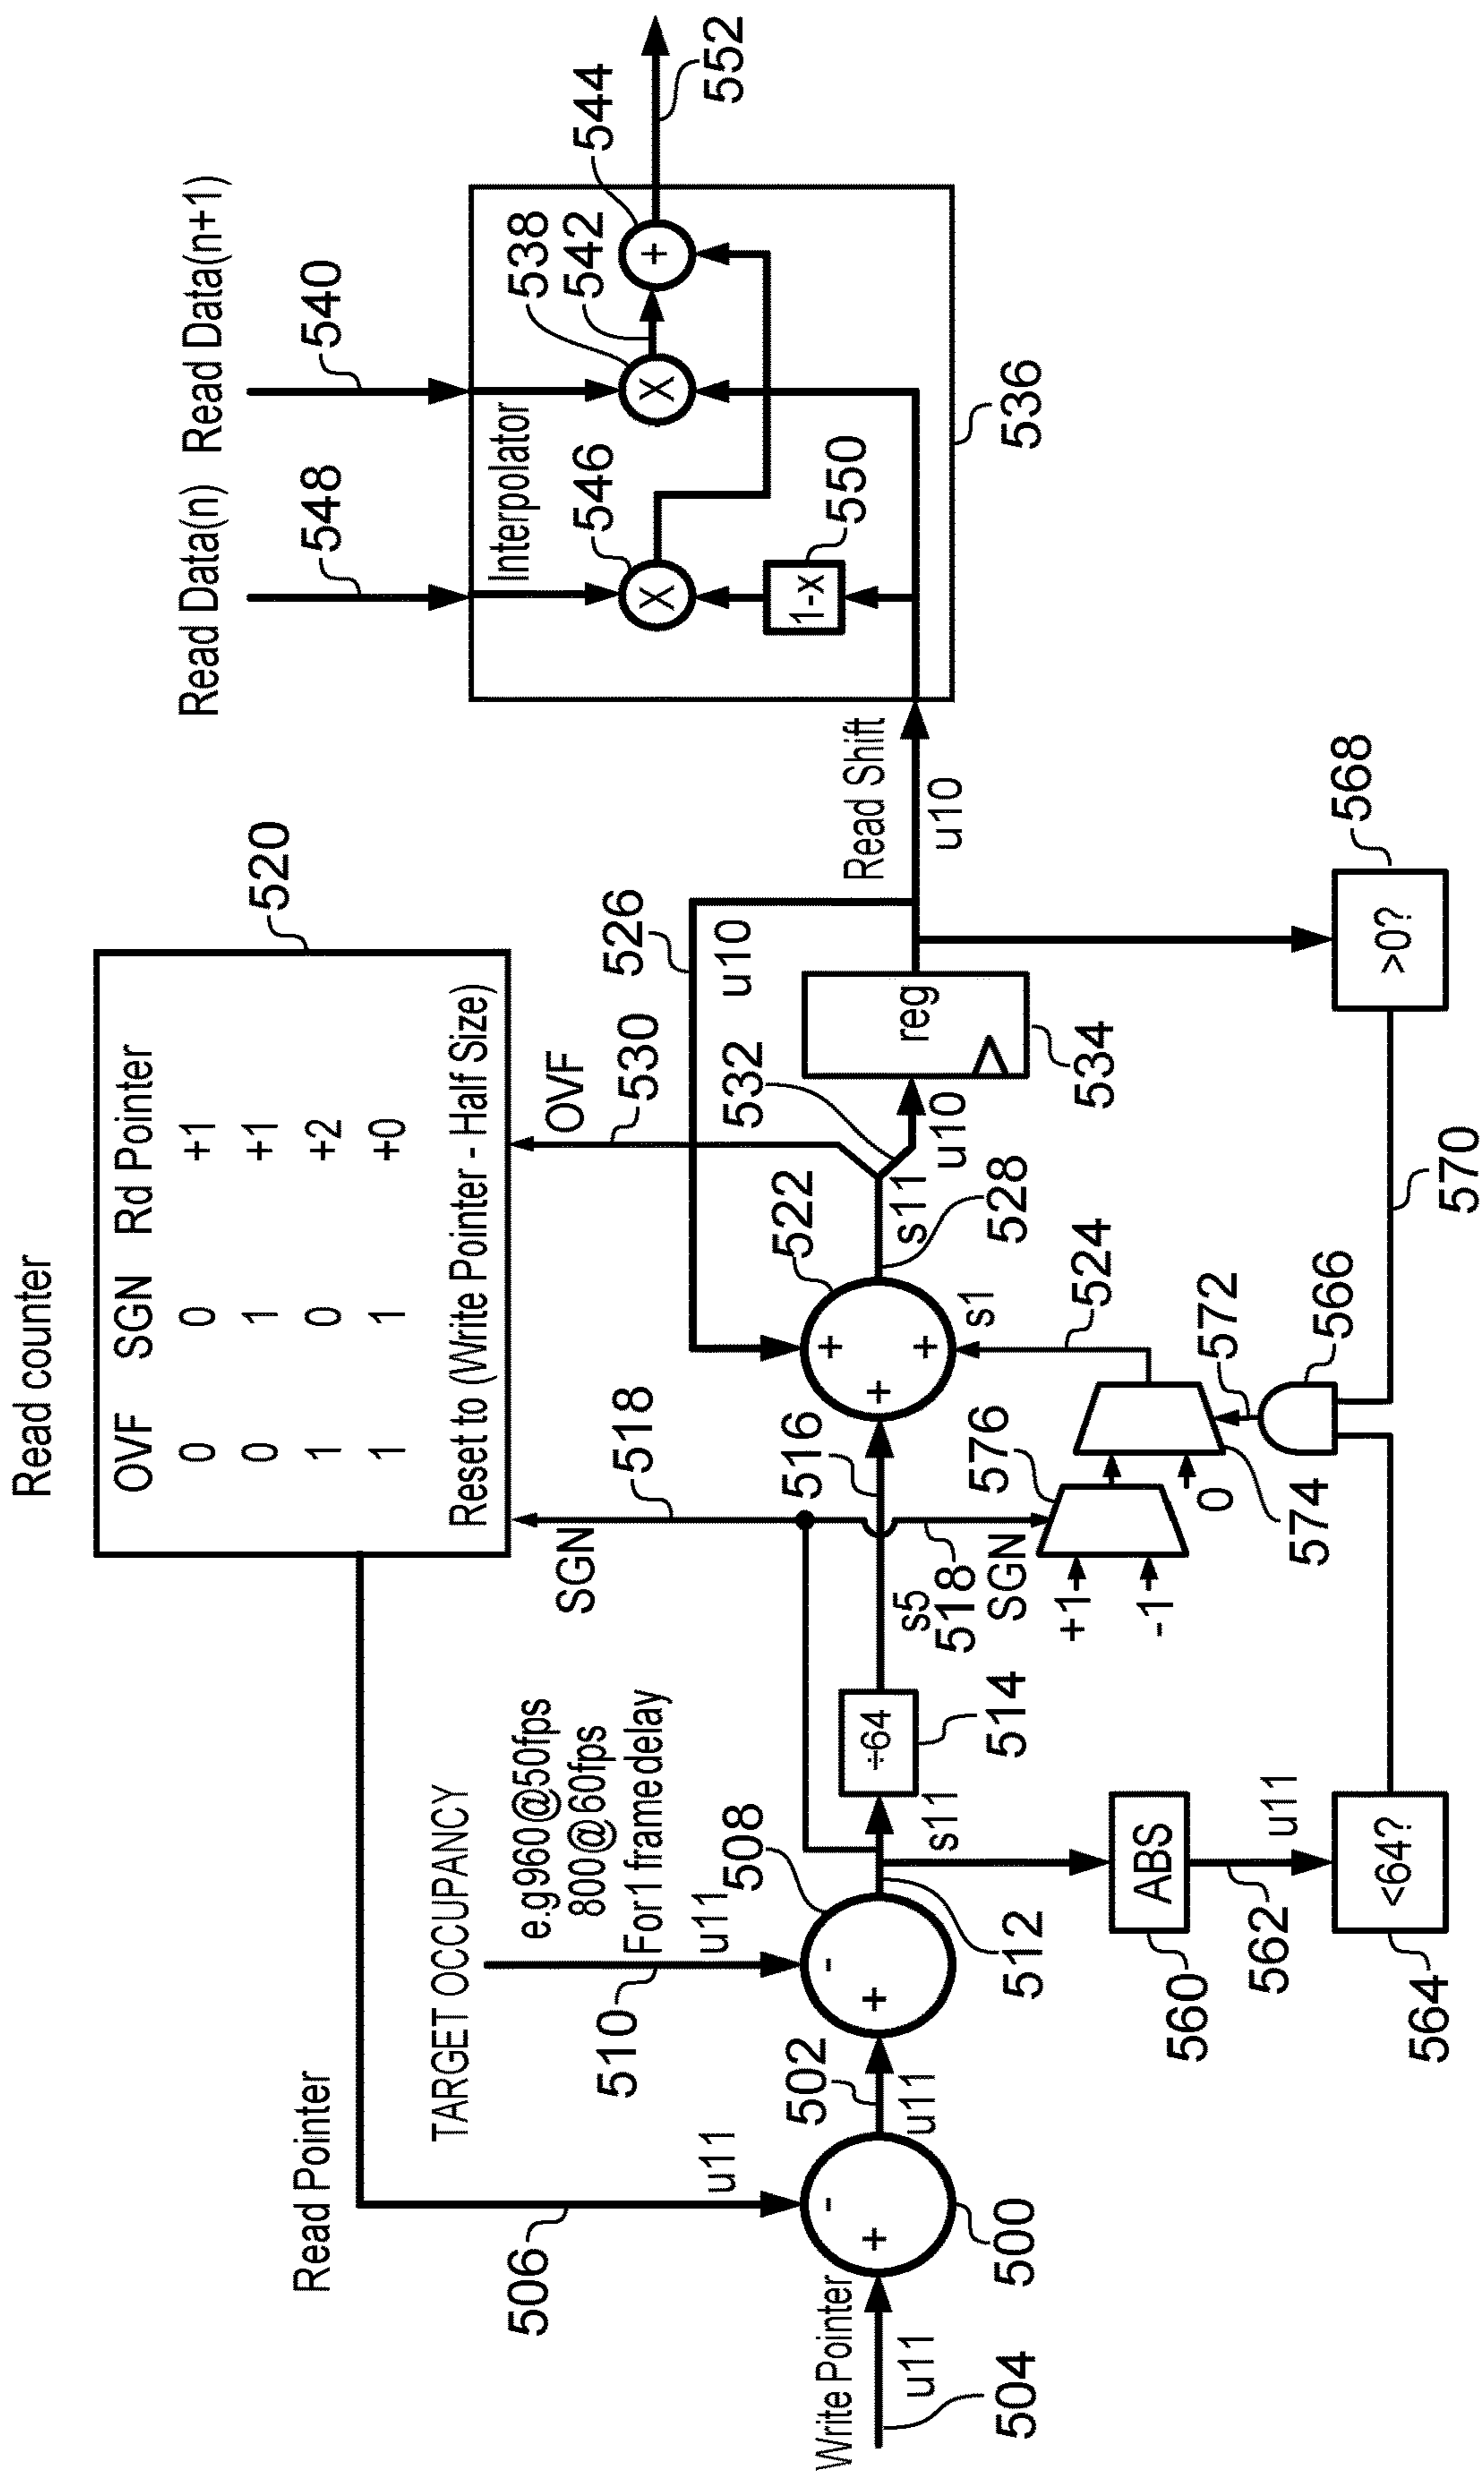 Read counter
520
OVF SGN Rd Pointer
0 0 +1
0 1 +1
1 0 +2
1 1 +0
Reset to (Write Pointer - Half Size)
Read Pointer
506
u11
TARGET OCCUPANCY
e.g960@50fps
800@60fps
For1framedelay
510
u11
Write Pointer
u11
504
+
-
500
502
u11
+
-
508
512
s11
÷64
514
SGN
518
s5
518
SGN
516
+
+
+
522
s1
524
s11
528
OVF
530
526
u10
532
u10
reg
534
Read Shift
u10
+1
-1
576
0
574
572
566
570
ABS
560
u11
562
<64?
564
>0?
568
Read Data(n)
548
Read Data(n+1)
540
Interpolator
X
546
1-x
550
X
538
542
+
544
552
536